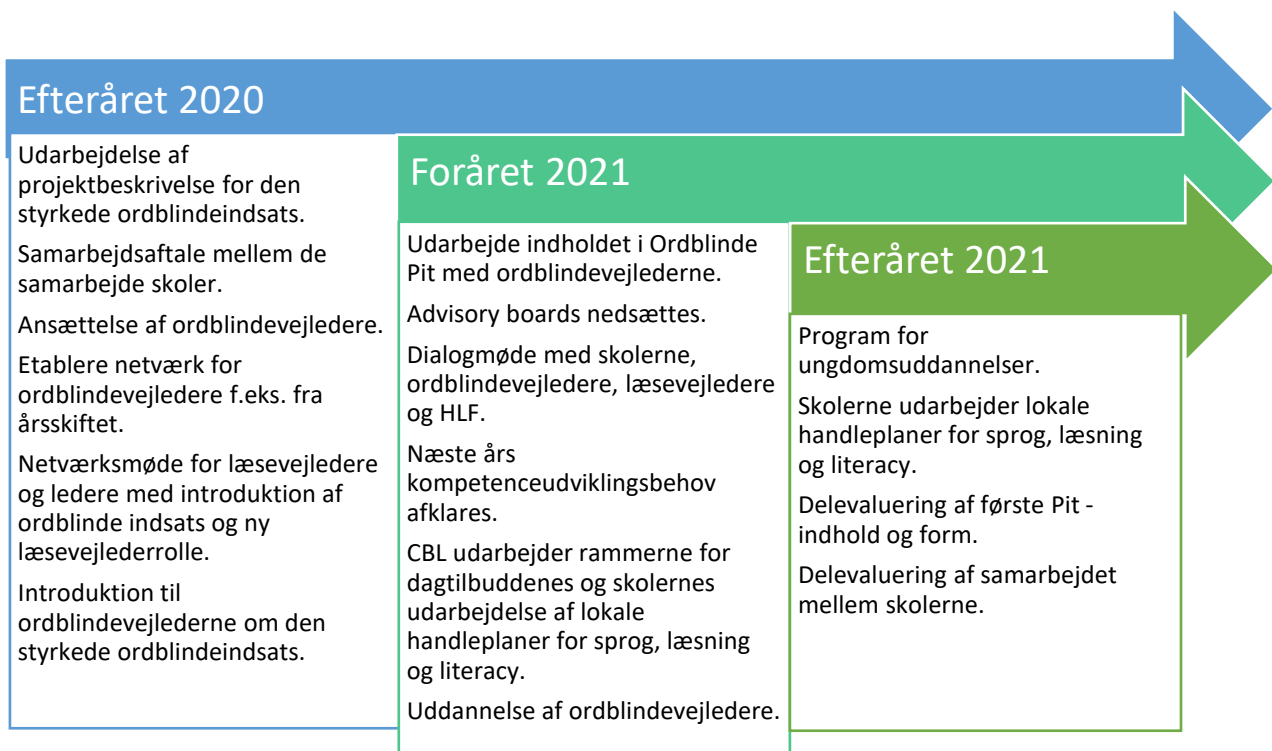 Efteråret 2020
Udarbejdelse af
projektbeskrivelse for den
styrkede ordblindeindsats.
Samarbejdsaftale mellem de
samarbejde skoler.
Ansættelse af ordblindevejledere.
Etablere netværk for
ordblindevejledere f.eks. fra
årsskiftet.
Netværksmøde for læsevejledere
og ledere med introduktion af
ordblinde indsats og ny
læsevejlederrolle.
Introduktion til
ordblindevejlederne om den
styrkede ordblindeindsats.
Foråret 2021
Udarbejde indholdet i Ordblinde
Pit med ordblindevejlederne.
Advisory boards nedsættes.
Dialogmøde med skolerne,
ordblindevejledere, læsevejledere
og HLF.
Næste års
kompetenceudviklingsbehov
afklares.
CBL udarbejder rammerne for
dagtilbuddenes og skolernes
udarbejdelse af lokale
handleplaner for sprog, læsning
og literacy.
Uddannelse af ordblindevejledere.
Efteråret 2021
Program for
ungdomsuddannelser.
Skolerne udarbejder lokale
handleplaner for sprog, læsning
og literacy.
Delevaluering af første Pit -
indhold og form.
Delevaluering af samarbejdet
mellem skolerne.